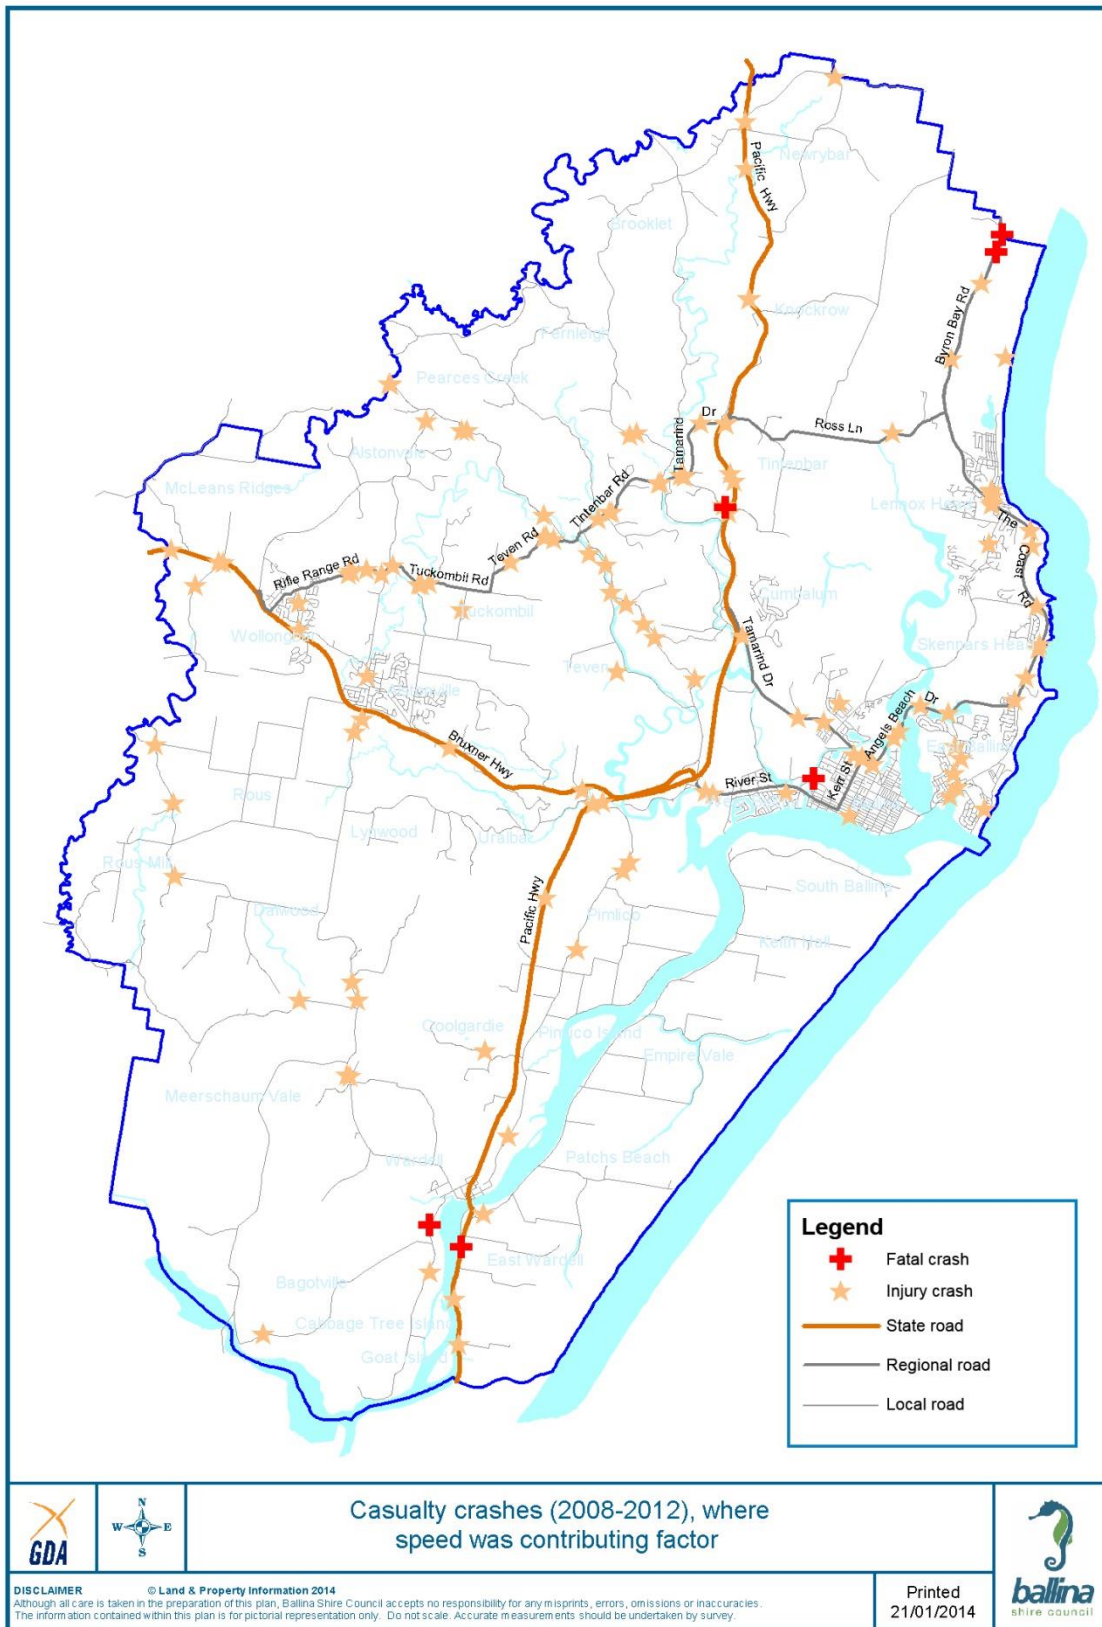 Newrybar
Pacific Hwy
Brooklet
Byron Bay Rd
Knockrow
Fernleigh
Pearces Creek
Dr
Ross Ln
Tamarind
Alstonvale
Tintenbar
McLeans Ridges
Lennox Head
Tintenbar Rd
The Coast Rd
Teven Rd
Rifle Range Rd
Tuckombil Rd
Cumbalum
Tuckombil
Wollongbar
Skennars Head
Tamarind Dr
Teven
Alstonville
Angels Beach Dr
Bruxner Hwy
East Ballina
River St
Kerr St
Rous
Ballina
Lynwood
Uralba
Rous Mill
South Ballina
Pacific Hwy
Dalwood
Pimlico
Keith Hall
Coolgardie
Pimlico Island
Empire Vale
Meerschaum Vale
Wardell
Patchs Beach
East Wardell
Bagotville
Cabbage Tree Island
Goat Island
Legend
Fatal crash
Injury crash
State road
Regional road
Local road
GDA
N
W E
S
Casualty crashes (2008-2012), where
speed was contributing factor
ballina
shire council
DISCLAIMER © Land & Property Information 2014
Although all care is taken in the preparation of this plan, Ballina Shire Council accepts no responsibility for any misprints, errors, omissions or inaccuracies.
The information contained within this plan is for pictorial representation only. Do not scale. Accurate measurements should be undertaken by survey.
Printed
21/01/2014